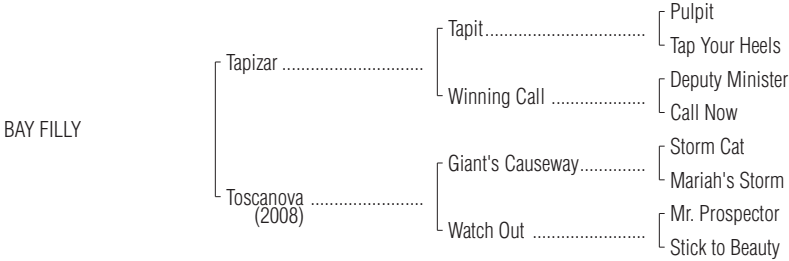 Pulpit
Tapit
Tap Your Heels
Tapizar
Deputy Minister
Winning Call
Call Now
BAY FILLY
Storm Cat
Giant's Causeway
Mariah's Storm
Toscanova
(2008)
Mr. Prospector
Watch Out
Stick to Beauty